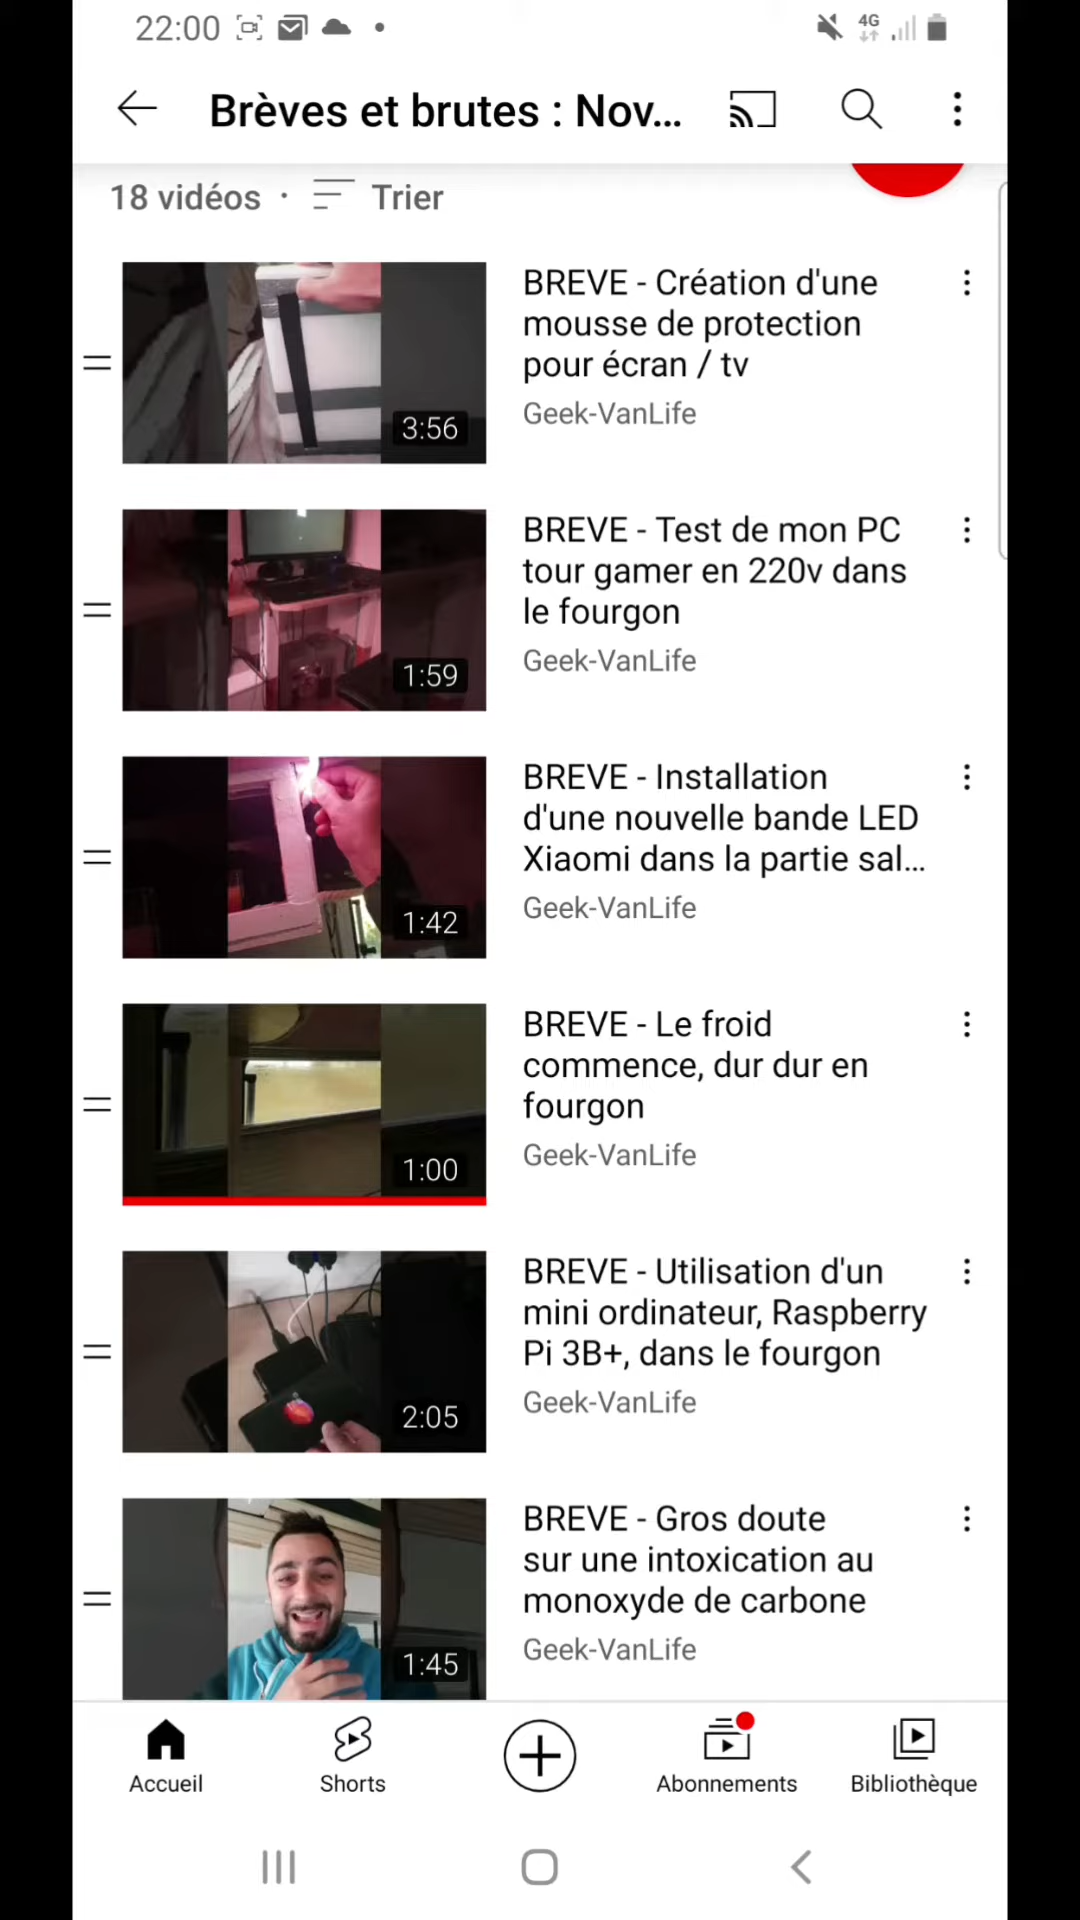 22:00
4G
Brèves et brutes : Nov...
18 vidéos · Trier
BREVE - Création d'une
mousse de protection
pour écran / tv
Geek-VanLife
3:56
BREVE - Test de mon PC
tour gamer en 220v dans
le fourgon
Geek-VanLife
1:59
BREVE - Installation
d'une nouvelle bande LED
Xiaomi dans la partie sal...
Geek-VanLife
1:42
BREVE - Le froid
commence, dur dur en
fourgon
Geek-VanLife
1:00
BREVE - Utilisation d'un
mini ordinateur, Raspberry
Pi 3B+, dans le fourgon
Geek-VanLife
2:05
BREVE - Gros doute
sur une intoxication au
monoxyde de carbone
Geek-VanLife
1:45
Accueil
Shorts
Abonnements
Bibliothèque